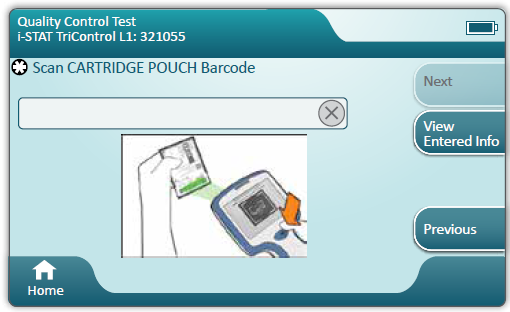 Quality Control Test
i-STAT TriControl L1: 321055
Scan CARTRIDGE POUCH Barcode
Next
View
Entered Info
Previous
Home